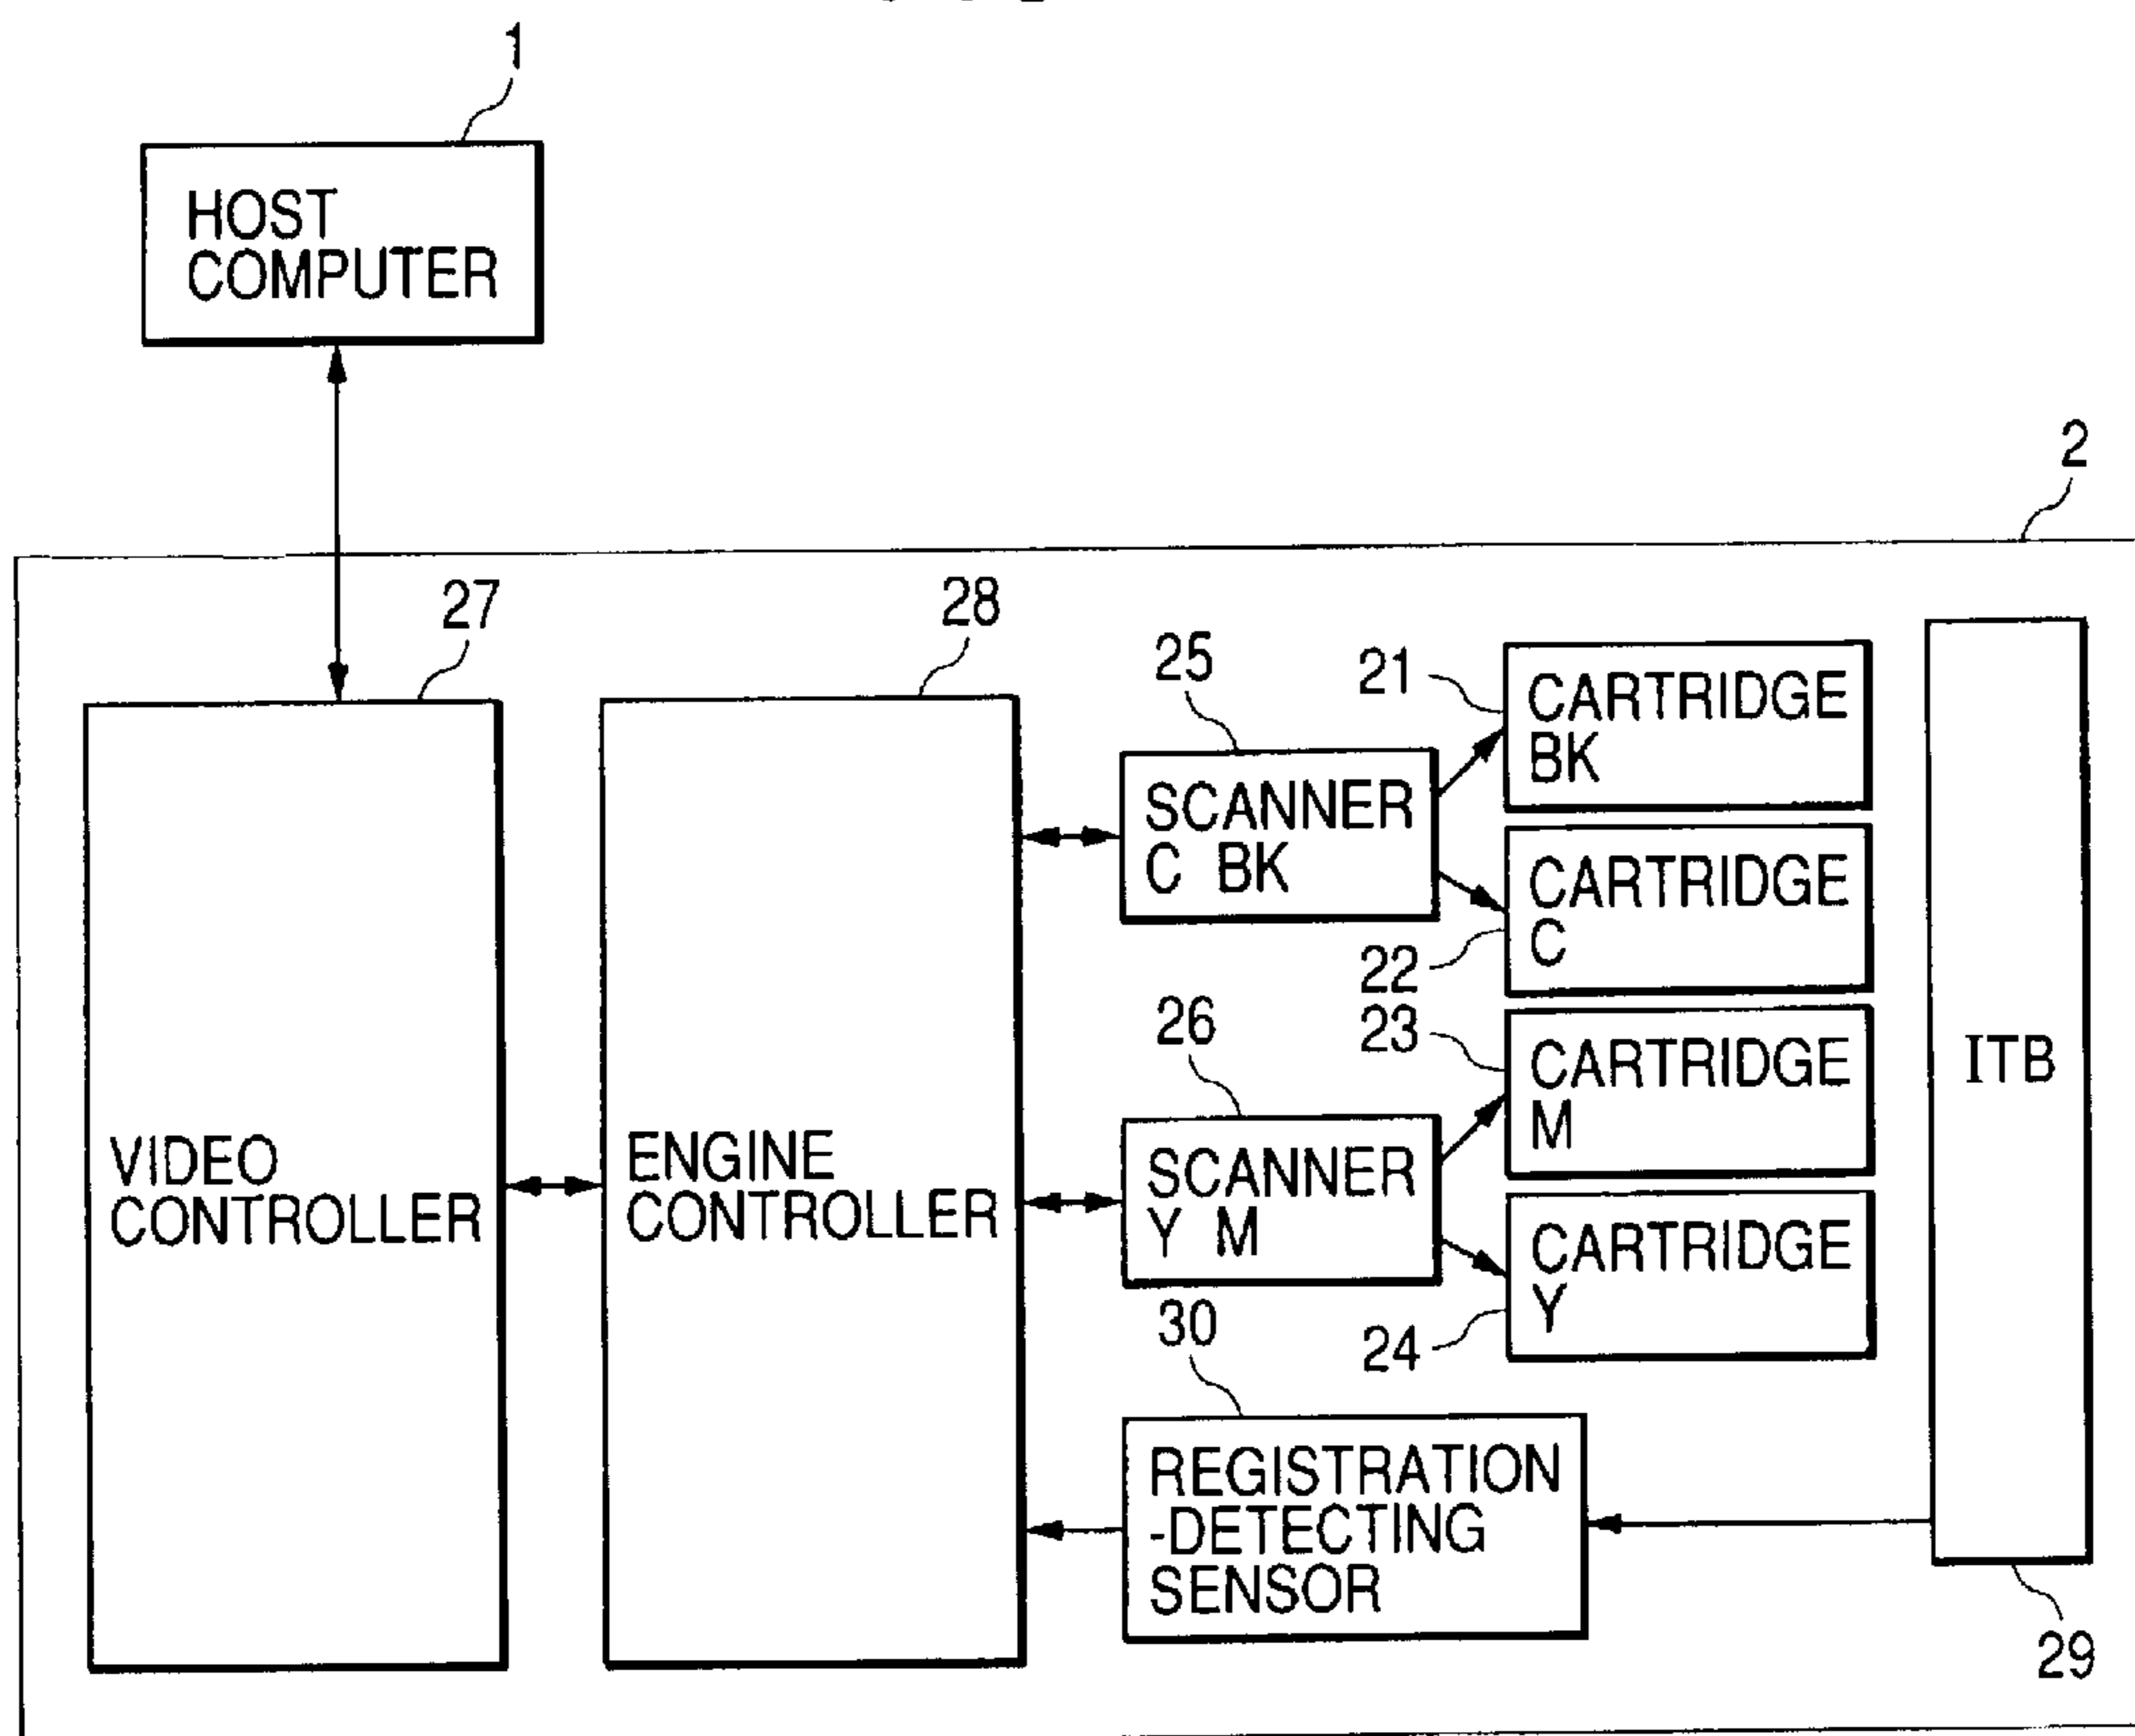 1
HOST
COMPUTER
2
27
28
25
21
CARTRIDGE
BK
SCANNER
C BK
CARTRIDGE
C
22
23
26
CARTRIDGE
M
ITB
VIDEO
CONTROLLER
ENGINE
CONTROLLER
SCANNER
Y M
CARTRIDGE
Y
30
24
REGISTRATION
-DETECTING
SENSOR
29